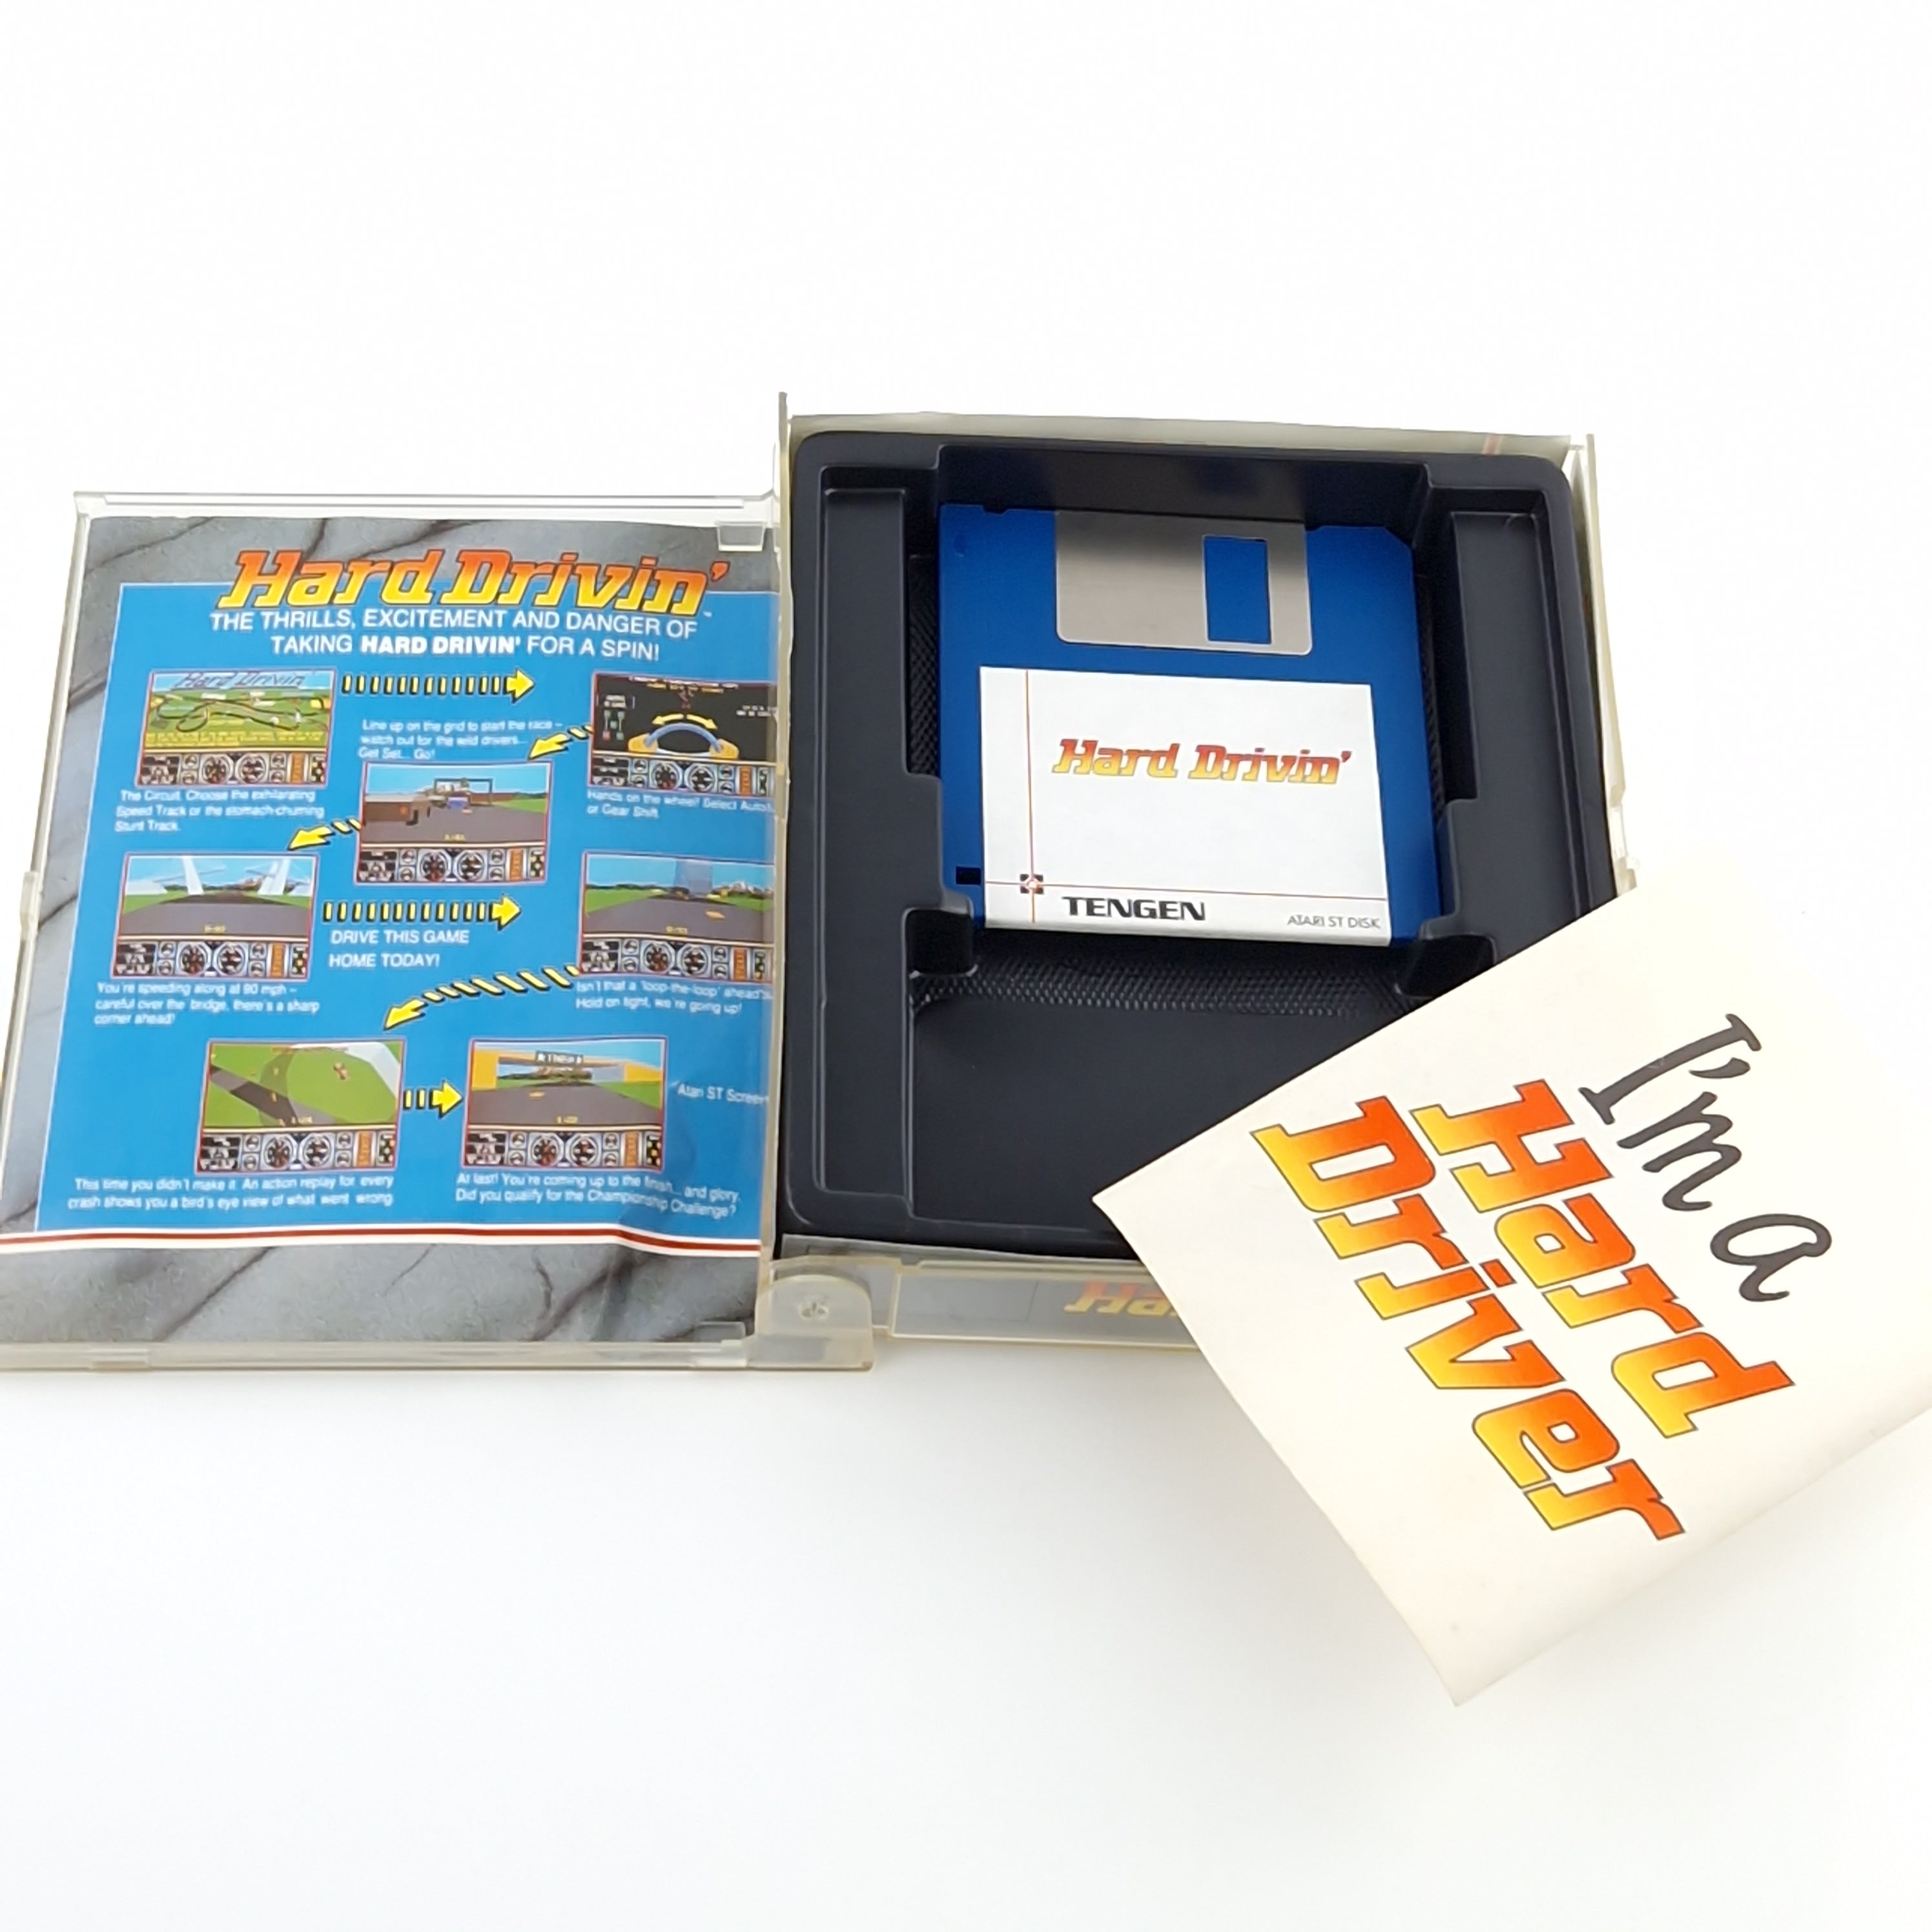 Hard Drivin'™
THE THRILLS, EXCITEMENT AND DANGER OF
TAKING HARD DRIVIN' FOR A SPIN!
Hard Drivin'
The Circuit. Choose the exhilarating
Speed Track or the stomach-churning
Stunt Track.
Hands on the wheel! Select
or Gear Shift.
Line up on the grid to start the race –
watch out for the wild drivers...
Get Set... Go!
You're speeding along at 90 mph –
careful over the bridge, there's a sharp
corner ahead!
DRIVE THIS GAME
HOME TODAY!
Isn't that a 'loop-the-loop' ahead
Hold on tight, we're going up!
This time you didn't make it. An action replay for every
crash shows you a bird's eye view of what went wrong.
At last! You're coming up to the finish... and glory.
Did you qualify for the Championship Challenge?
Atari ST Screen
Hard Drivin'
TENGEN
ATARI ST DISK
I'm a
Hard
Driver